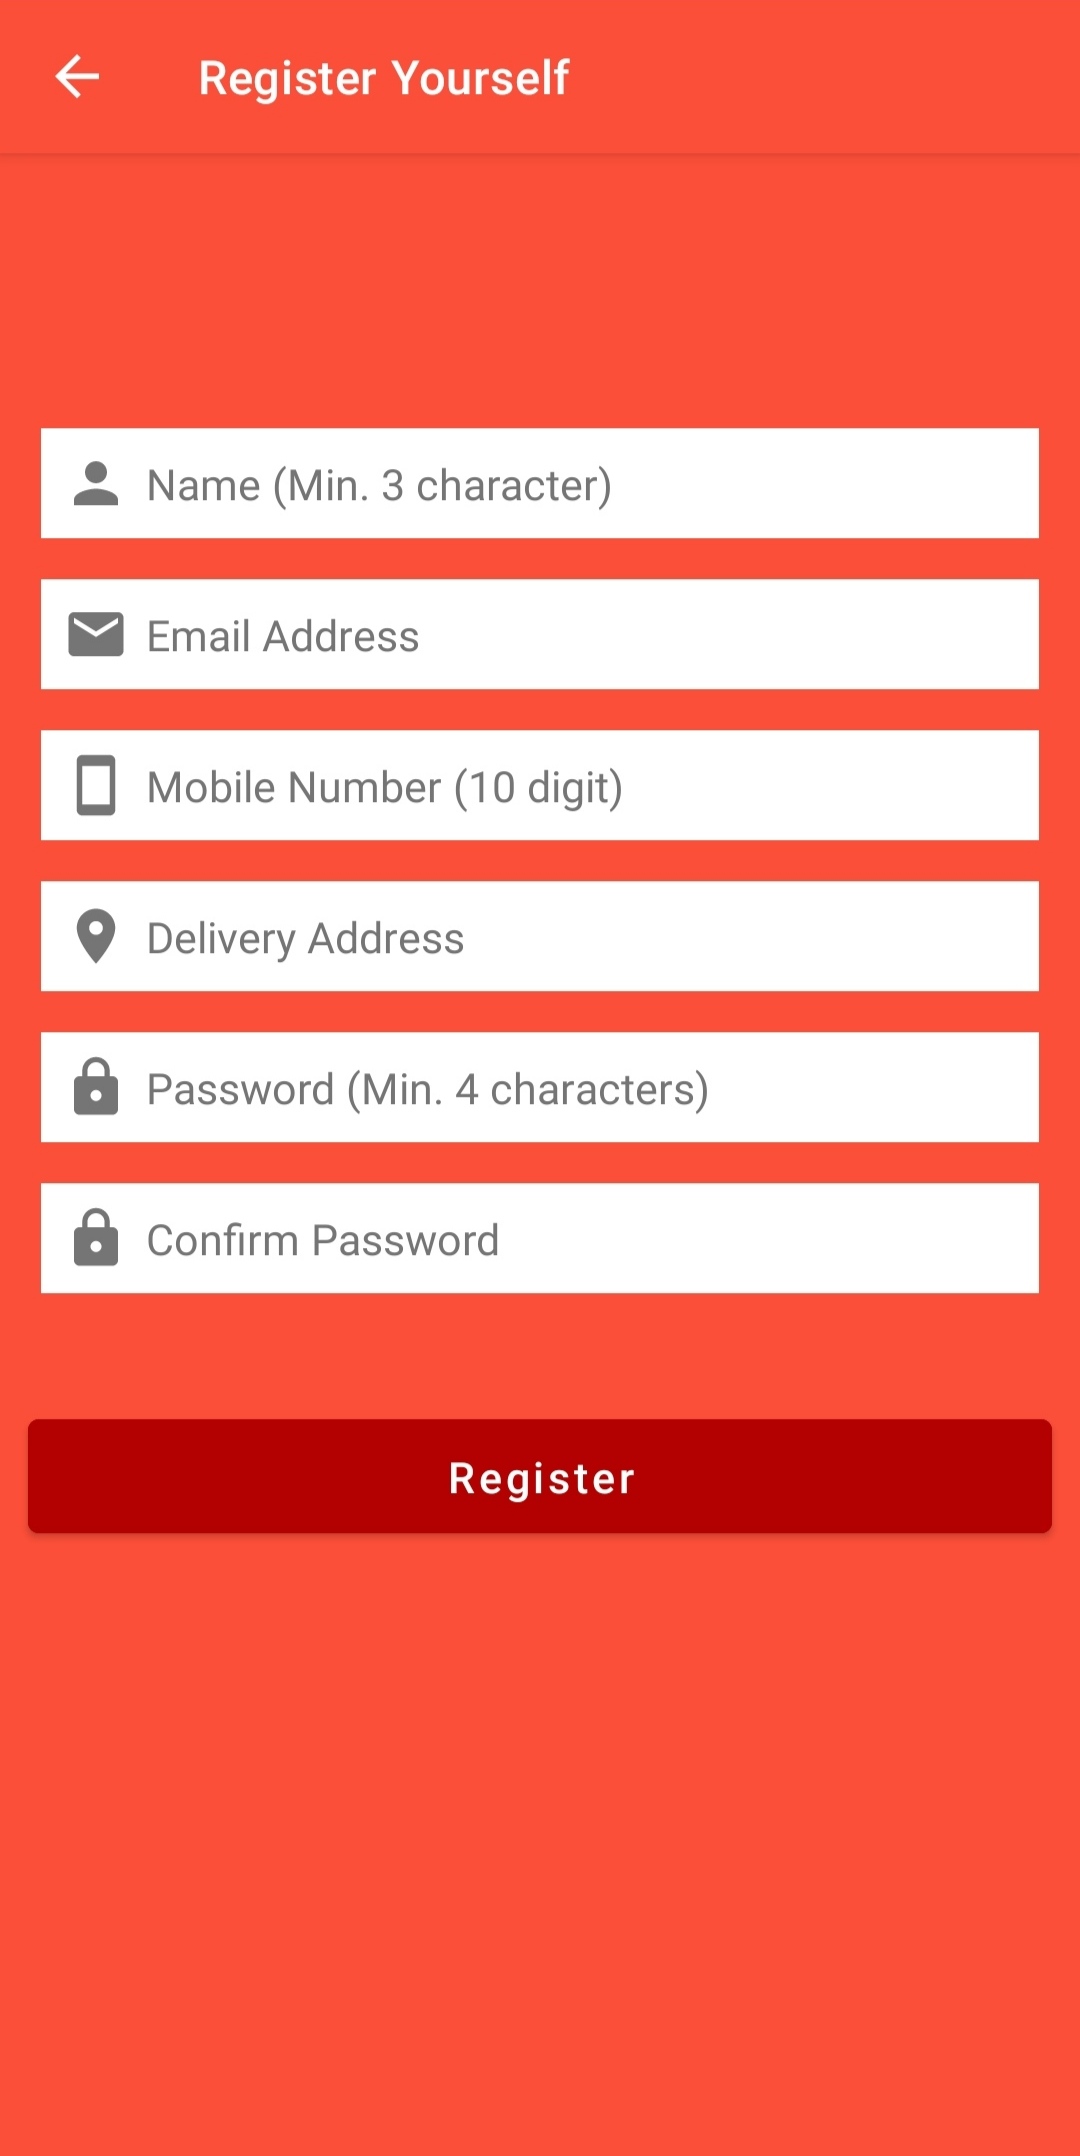 Register Yourself
Name (Min. 3 character)
Email Address
Mobile Number (10 digit)
Delivery Address
Password (Min. 4 characters)
Confirm Password
Register